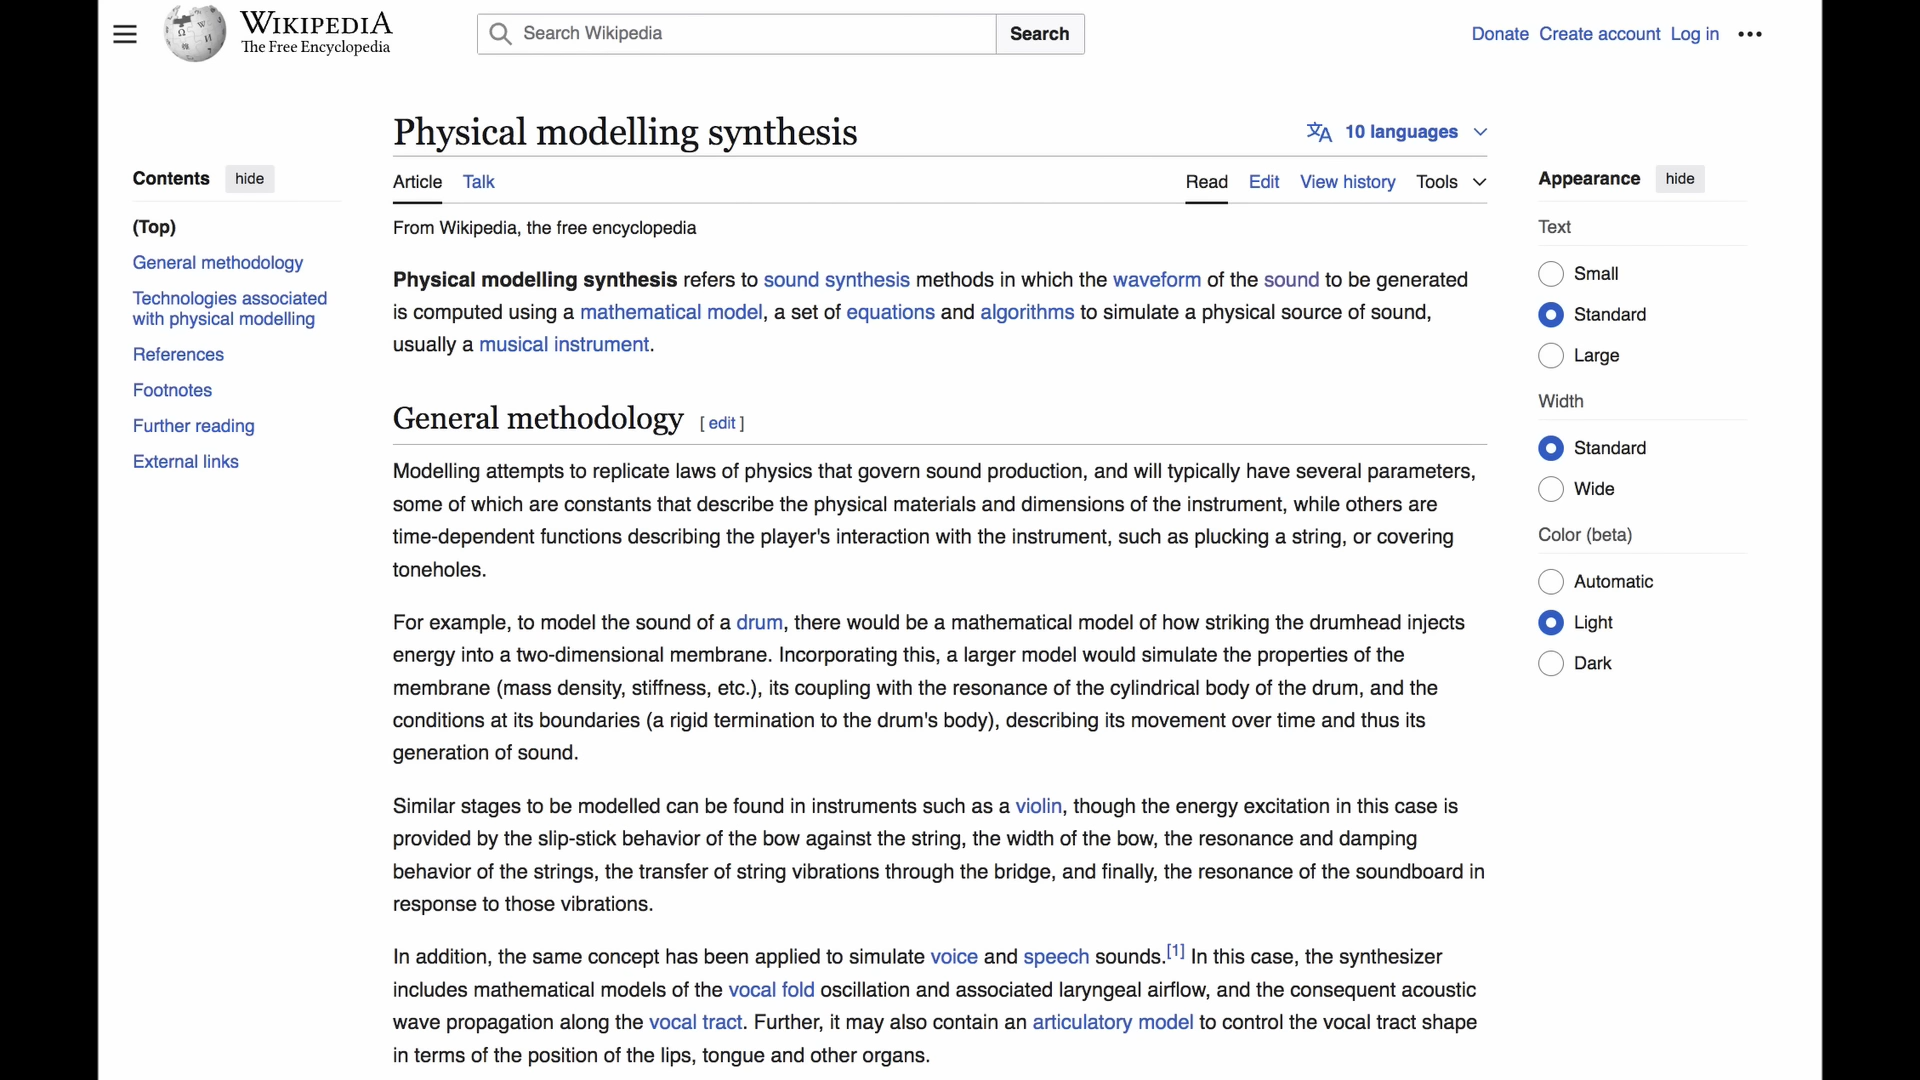 WIKIPEDIA
The Free Encyclopedia
Search Wikipedia
Search
Donate Create account Log in
Physical modelling synthesis
10 languages
Contents hide
(Top)
General methodology
Technologies associated
with physical modelling
References
Footnotes
Further reading
External links
Article Talk
Read Edit View history Tools
From Wikipedia, the free encyclopedia
Physical modelling synthesis refers to sound synthesis methods in which the waveform of the sound to be generated
is computed using a mathematical model, a set of equations and algorithms to simulate a physical source of sound,
usually a musical instrument.
General methodology [ edit ]
Modelling attempts to replicate laws of physics that govern sound production, and will typically have several parameters,
some of which are constants that describe the physical materials and dimensions of the instrument, while others are
time-dependent functions describing the player's interaction with the instrument, such as plucking a string, or covering
toneholes.
For example, to model the sound of a drum, there would be a mathematical model of how striking the drumhead injects
energy into a two-dimensional membrane. Incorporating this, a larger model would simulate the properties of the
membrane (mass density, stiffness, etc.), its coupling with the resonance of the cylindrical body of the drum, and the
conditions at its boundaries (a rigid termination to the drum's body), describing its movement over time and thus its
generation of sound.
Similar stages to be modelled can be found in instruments such as a violin, though the energy excitation in this case is
provided by the slip-stick behavior of the bow against the string, the width of the bow, the resonance and damping
behavior of the strings, the transfer of string vibrations through the bridge, and finally, the resonance of the soundboard in
response to those vibrations.
In addition, the same concept has been applied to simulate voice and speech sounds.[1] In this case, the synthesizer
includes mathematical models of the vocal fold oscillation and associated laryngeal airflow, and the consequent acoustic
wave propagation along the vocal tract. Further, it may also contain an articulatory model to control the vocal tract shape
in terms of the position of the lips, tongue and other organs.
Appearance hide
Text
Small
Standard
Large
Width
Standard
Wide
Color (beta)
Automatic
Light
Dark